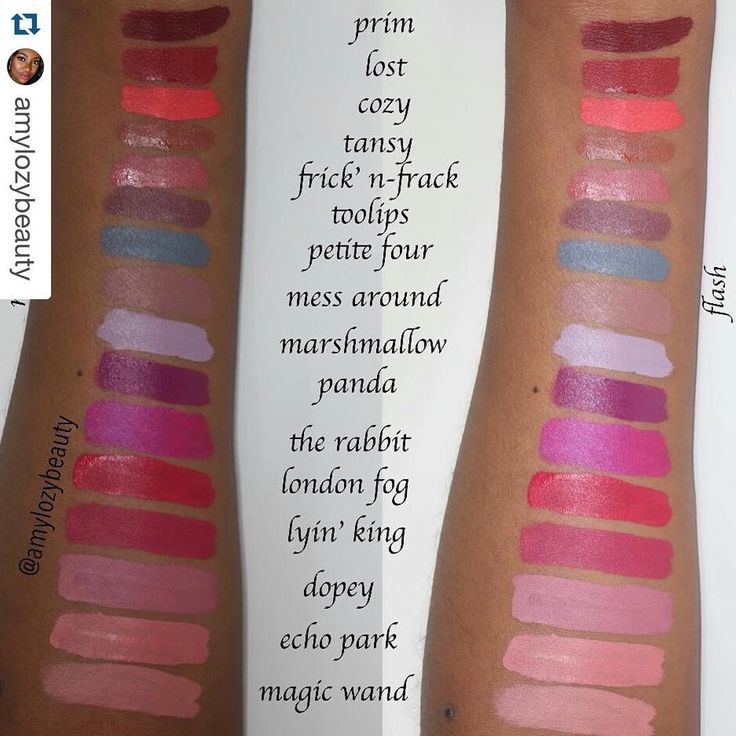 amylozybeauty
prim
lost
cozy
tansy
frick' n-frack
toolips
petite four
mess around
marshmallow
panda
the rabbit
london fog
lyin' king
dopey
echo park
magic wand
@amylozybeauty
flash